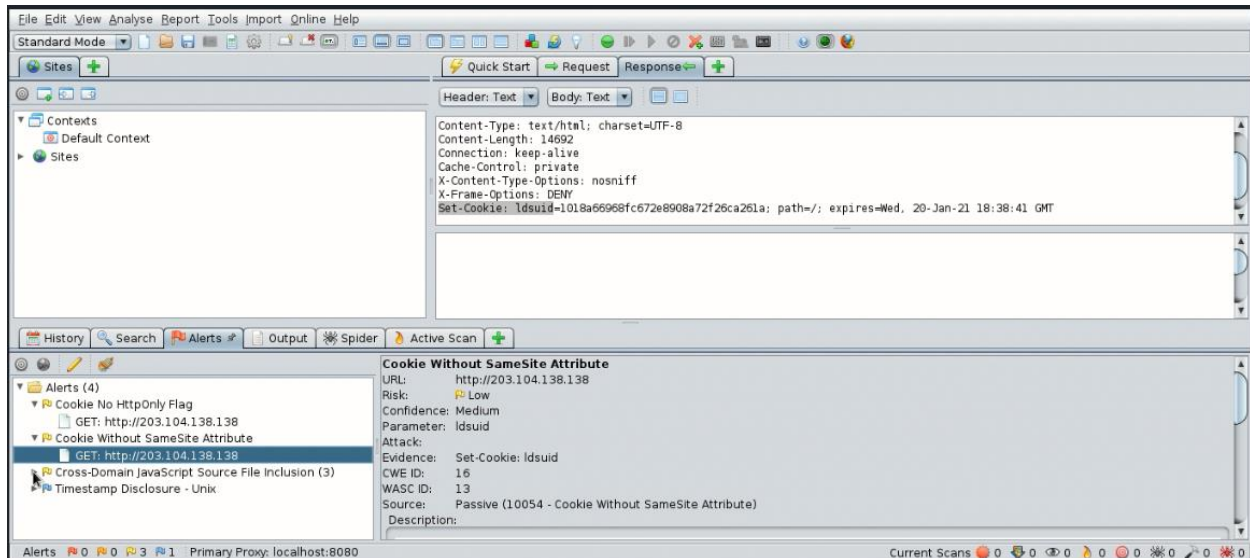 File Edit View Analyse Report Tools Import Online Help
Standard Mode
Sites
Quick Start Request Response
Header: Text Body: Text
Contexts
Default Context
Sites
Content-Type: text/html; charset=UTF-8
Content-Length: 14692
Connection: keep-alive
Cache-Control: private
X-Content-Type-Options: nosniff
X-Frame-Options: DENY
Set-Cookie: ldsuid=1018a66968fc672e8908a72f26ca261a; path=/; expires=Wed, 20-Jan-21 18:38:41 GMT
History Search Alerts Output Spider Active Scan
Alerts (4)
Cookie No HttpOnly Flag
GET: http://203.104.138.138
Cookie Without SameSite Attribute
GET: http://203.104.138.138
Cross-Domain JavaScript Source File Inclusion (3)
Timestamp Disclosure - Unix
Cookie Without SameSite Attribute
URL: http://203.104.138.138
Risk: Low
Confidence: Medium
Parameter: ldsuid
Attack:
Evidence: Set-Cookie: ldsuid
CWE ID: 16
WASC ID: 13
Source: Passive (10054 - Cookie Without SameSite Attribute)
Description:
Alerts 0 0 3 1 Primary Proxy: localhost:8080
Current Scans 0 0 0 0 0 0 0